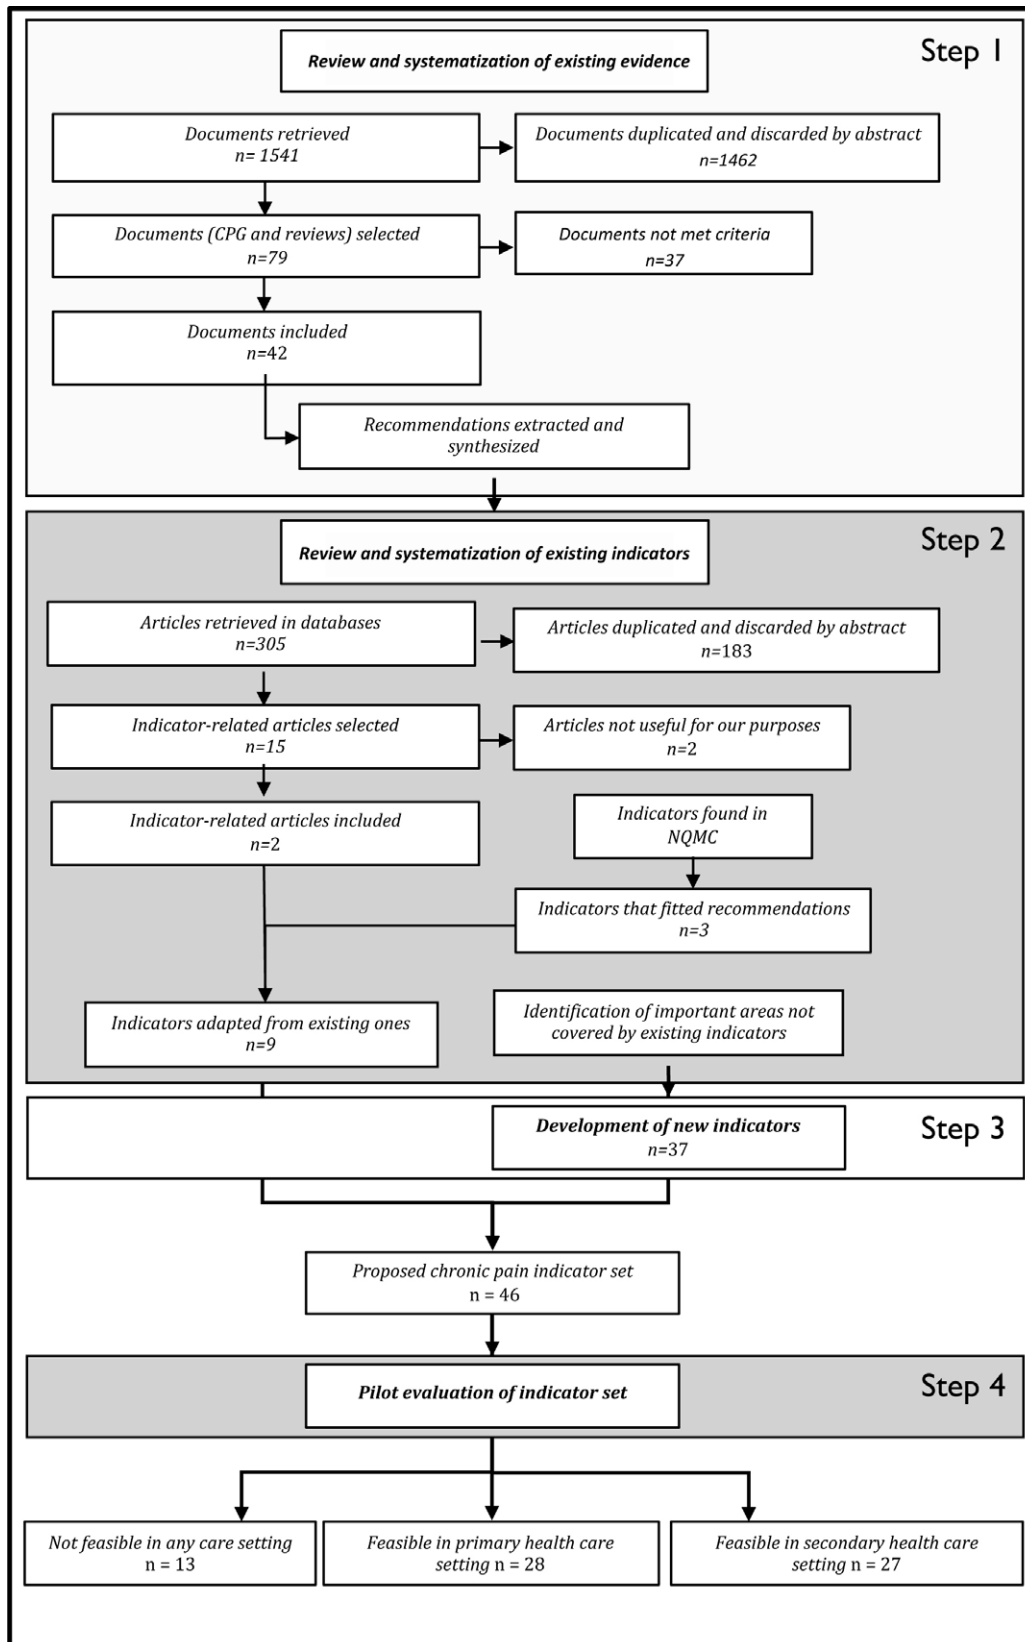 Step 1
Review and systematization of existing evidence
Documents retrieved
n= 1541
Documents duplicated and discarded by abstract
n=1462
Documents (CPG and reviews) selected
n=79
Documents not met criteria
n=37
Documents included
n=42
Recommendations extracted and
synthesized
Step 2
Review and systematization of existing indicators
Articles retrieved in databases
n=305
Articles duplicated and discarded by abstract
n=183
Indicator-related articles selected
n=15
Articles not useful for our purposes
n=2
Indicator-related articles included
n=2
Indicators found in
NQMC
Indicators that fitted recommendations
n=3
Indicators adapted from existing ones
n=9
Identification of important areas not
covered by existing indicators
Step 3
Development of new indicators
n=37
Proposed chronic pain indicator set
n = 46
Step 4
Pilot evaluation of indicator set
Not feasible in any care setting
n = 13
Feasible in primary health care
setting n = 28
Feasible in secondary health care
setting n = 27